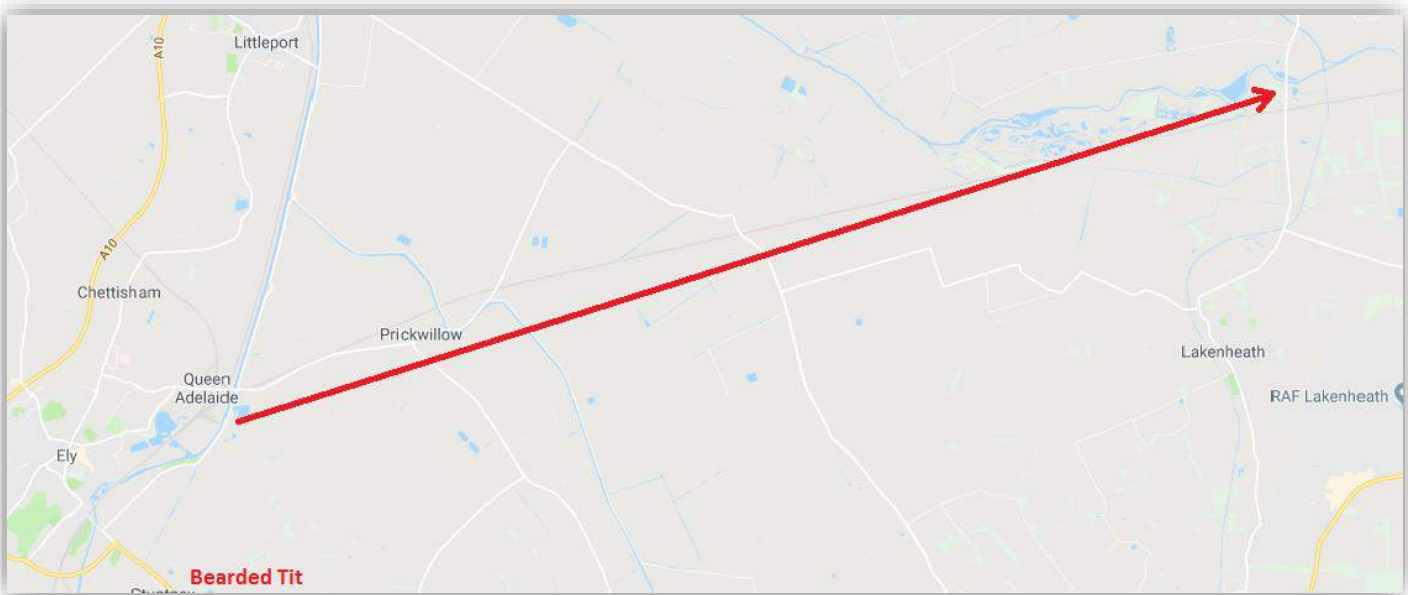 Littleport
A10
A10
Chettisham
Prickwillow
Queen
Adelaide
Lakenheath
RAF Lakenheath
Ely
Bearded Tit